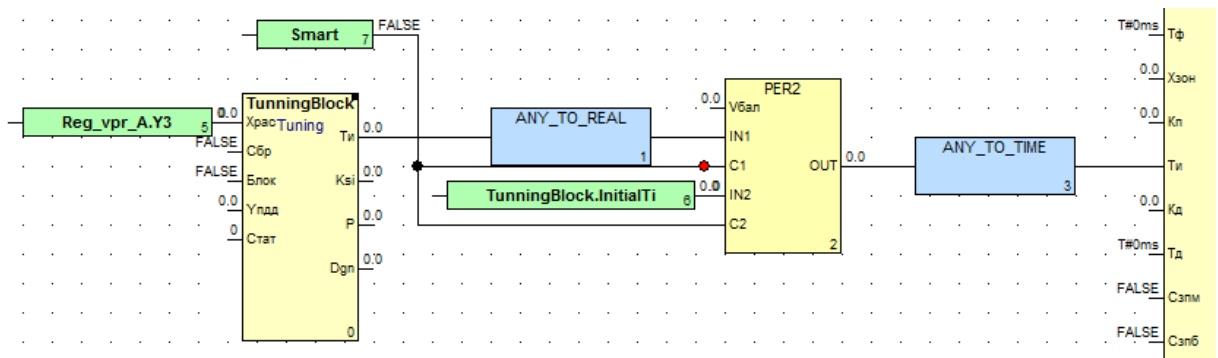 Smart
7
FALSE
T#0ms
Тф
0.0
Xзон
PER2
TunningBlock
Tuning
0.0
Vбал
Reg_vpr_A.Y3
5
0.0
Xрас
ANY_TO_REAL
0.0
Кп
Ти
0.0
IN1
FALSE
Сбр
1
ANY_TO_TIME
C1
OUT
0.0
Ти
FALSE
Блок
Ksi
0.0
TunningBlock.InitialTi
6
0.0
IN2
3
0.0
Yпдд
0.0
Кд
P
0.0
C2
0
Стат
2
T#0ms
Тд
Dgn
0.0
FALSE
Сзпм
0
FALSE
Сзпб